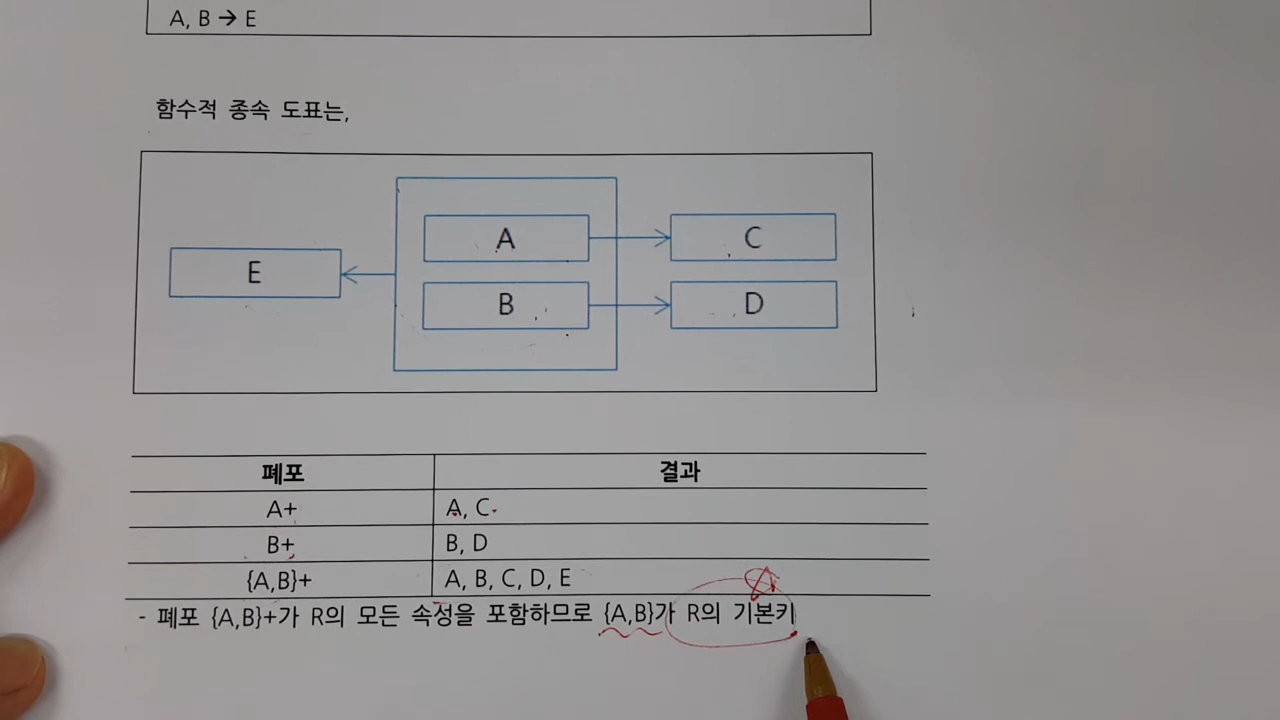 A, B → E
함수적 종속 도표는,
A
C
E
B
D
폐포 결과
A+ A, C
B+ B, D
{A,B}+ A, B, C, D, E
- 폐포 {A,B}+가 R의 모든 속성을 포함하므로 {A,B}가 R의 기본키